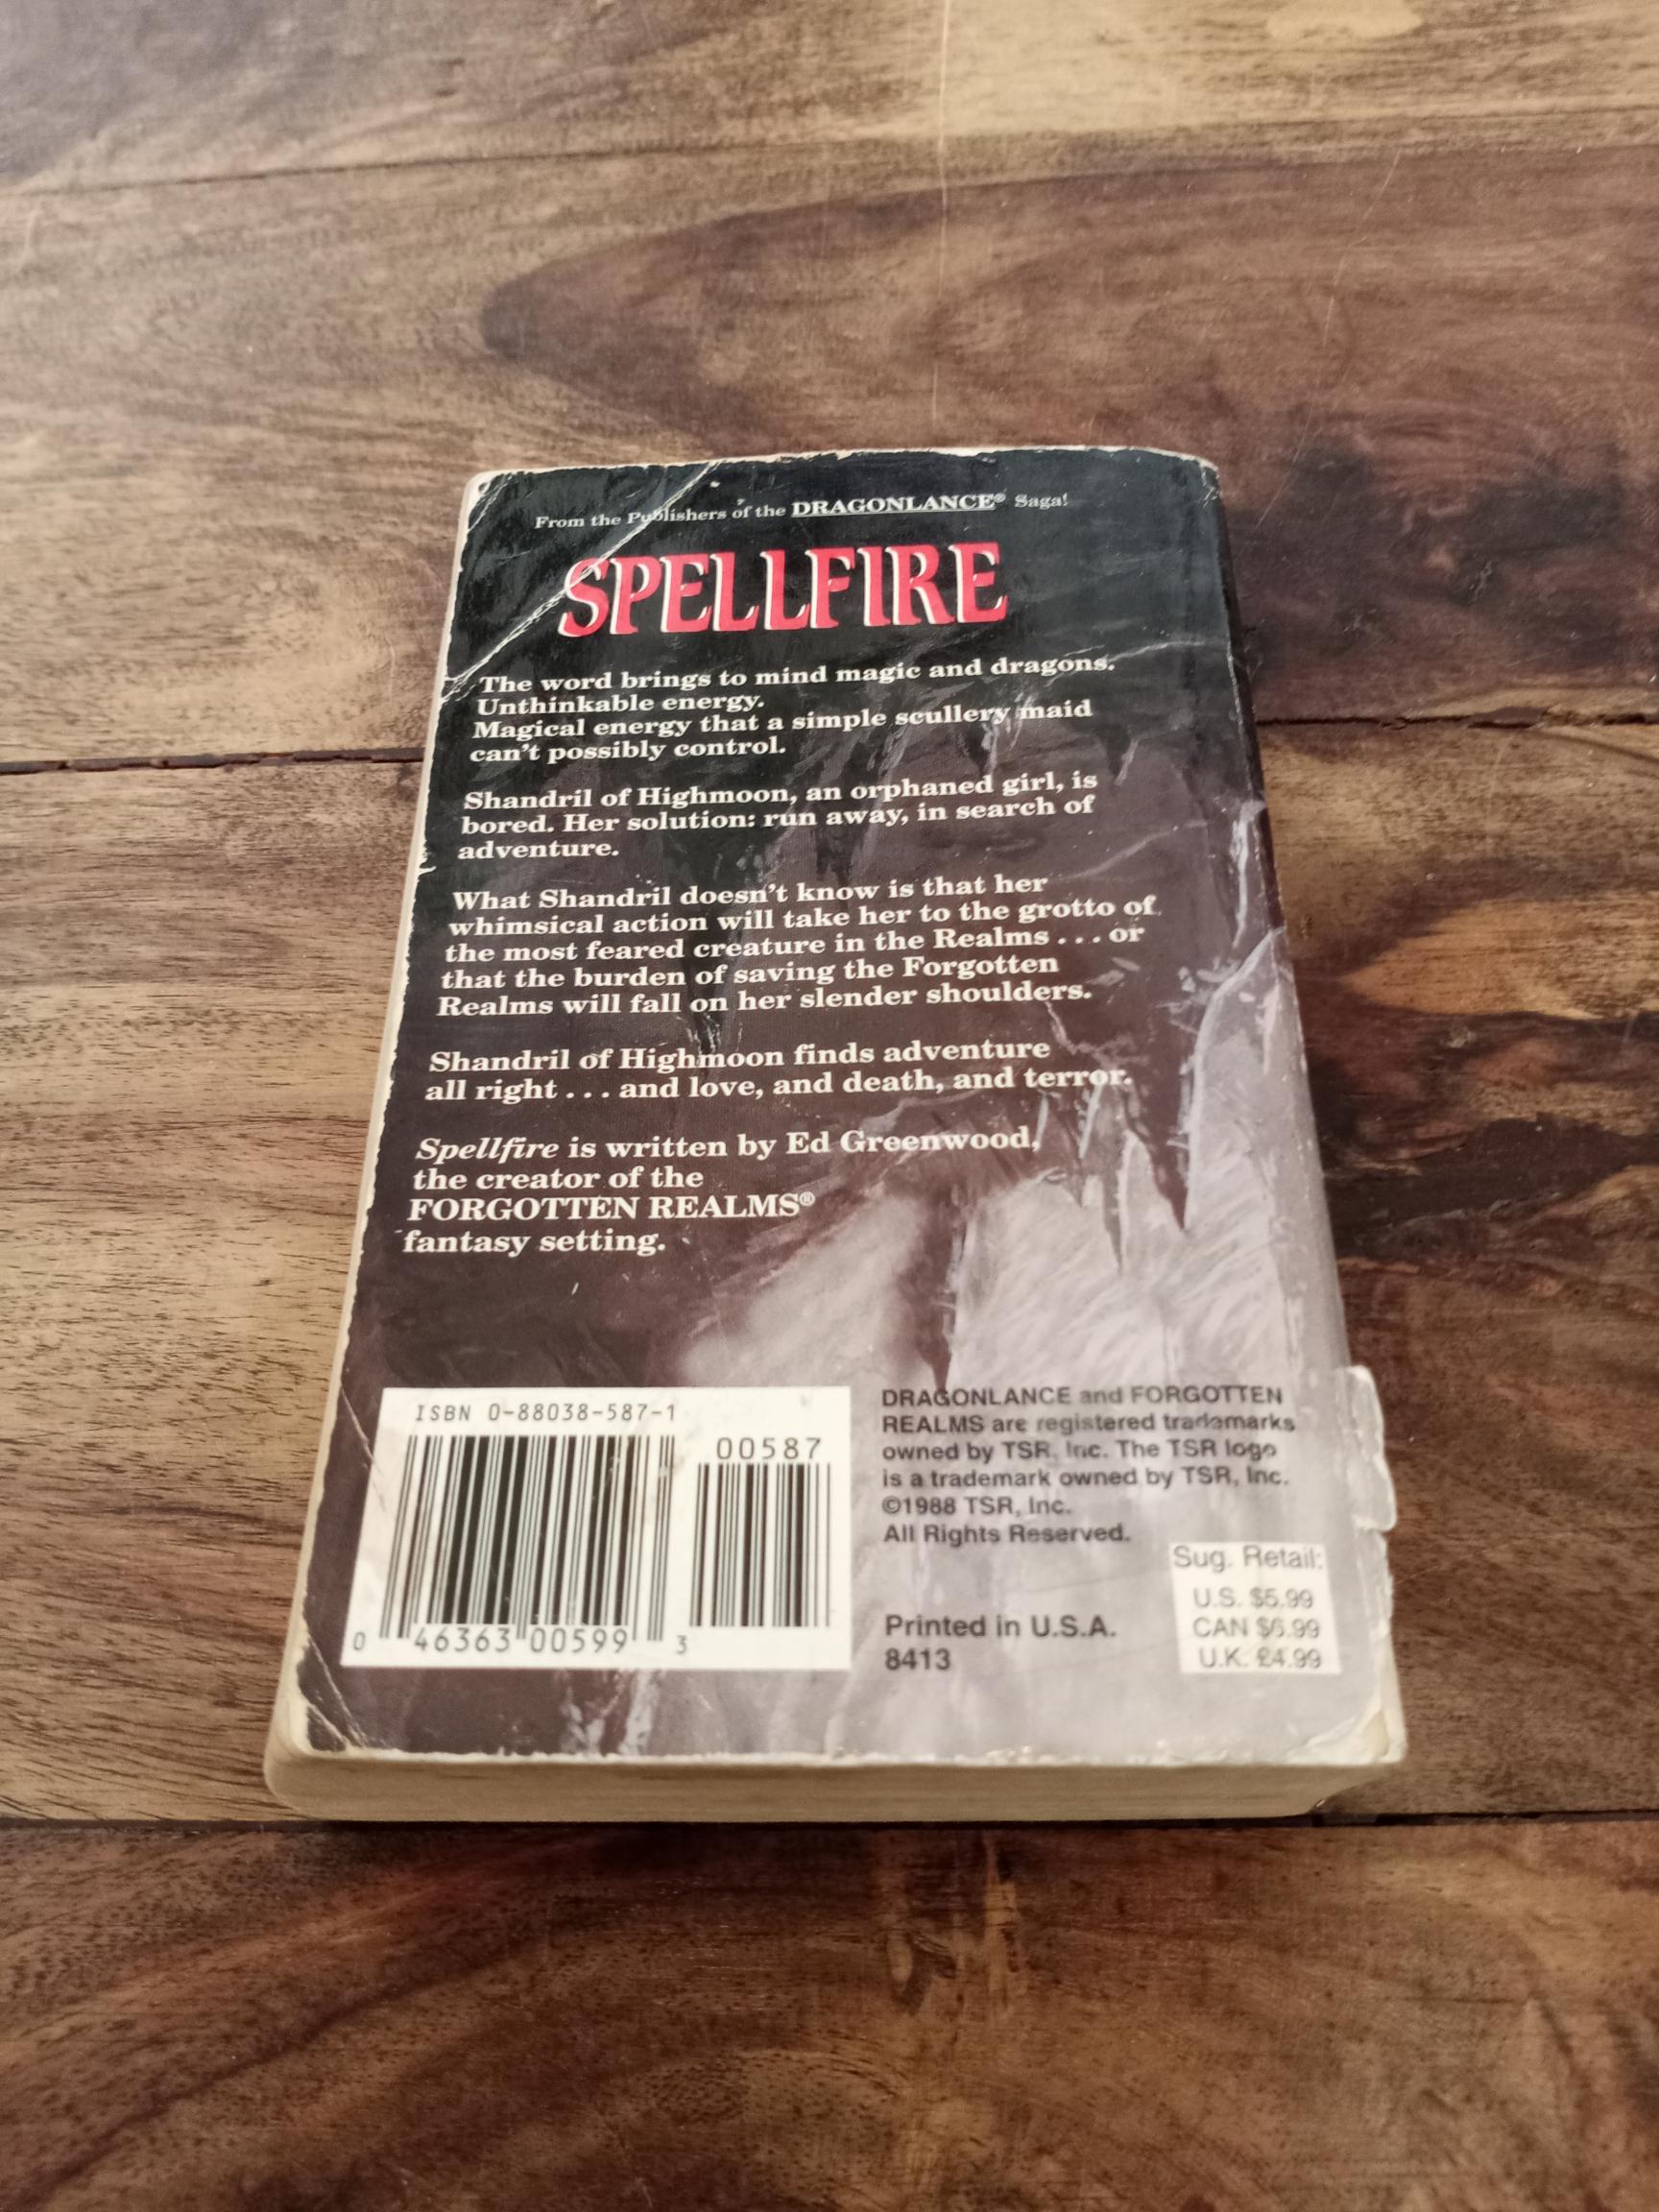 From the Publishers of the DRAGONLANCE® Saga!
SPELLFIRE
The word brings to mind magic and dragons.
Unthinkable energy.
Magical energy that a simple scullery maid
can't possibly control.
Shandril of Highmoon, an orphaned girl, is
bored. Her solution: run away, in search of
adventure.
What Shandril doesn't know is that her
whimsical action will take her to the grotto of
the most feared creature in the Realms . . . or
that the burden of saving the Forgotten
Realms will fall on her slender shoulders.
Shandril of Highmoon finds adventure
all right . . . and love, and death, and terror.
Spellfire is written by Ed Greenwood,
the creator of the
FORGOTTEN REALMS®
fantasy setting.
ISBN 0-88038-587-1
00587
0 46363 00599 3
DRAGONLANCE and FORGOTTEN
REALMS are registered trademarks
owned by TSR, Inc. The TSR logo
is a trademark owned by TSR, Inc.
©1988 TSR, Inc.
All Rights Reserved.
Printed in U.S.A.
8413
Sug. Retail:
U.S. $5.99
CAN $6.99
U.K. £4.99